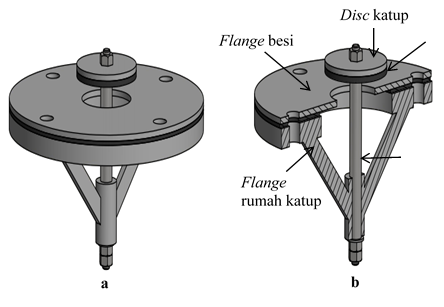 Disc katup
Flange besi
Flange
rumah katup
a
b